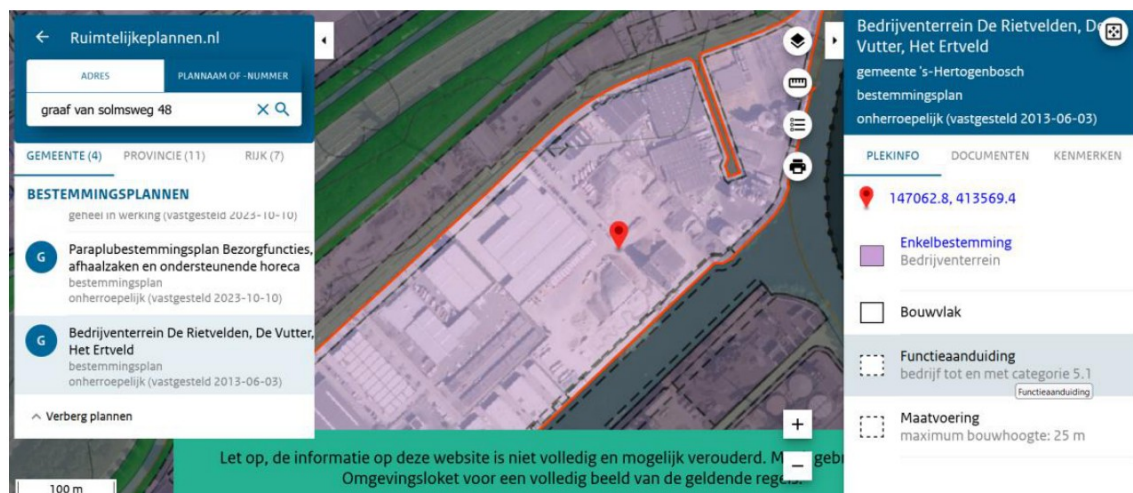 Ruimtelijkeplannen.nl
ADRES
PLANNAAM OF -NUMMER
graaf van solmsweg 48
GEMEENTE (4)
PROVINCIE (11)
RIJK (7)
BESTEMMINGSPLANNEN
geheel in werking (vastgesteld 2023-10-10)
Paraplubestemmingsplan Bezorgfuncties,
afhaalzaken en ondersteunende horeca
bestemmingsplan
onherroepelijk (vastgesteld 2023-10-10)
G
Bedrijventerrein De Rietvelden, De Vutter,
Het Ertveld
bestemmingsplan
onherroepelijk (vastgesteld 2013-06-03)
G
Verberg plannen
100 m
Let op, de informatie op deze website is niet volledig en mogelijk verouderd.
Omgevingsloket voor een volledig beeld van de geldende regels.
Bedrijventerrein De Rietvelden, De
Vutter, Het Ertveld
gemeente 's-Hertogenbosch
bestemmingsplan
onherroepelijk (vastgesteld 2013-06-03)
PLEKINFO
DOCUMENTEN
KENMERKEN
147062.8, 413569.4
Enkelbestemming
Bedrijventerrein
Bouwvlak
Functieaanduiding
bedrijf tot en met categorie 5.1
Functieaanduiding
Maatvoering
maximum bouwhoogte: 25 m